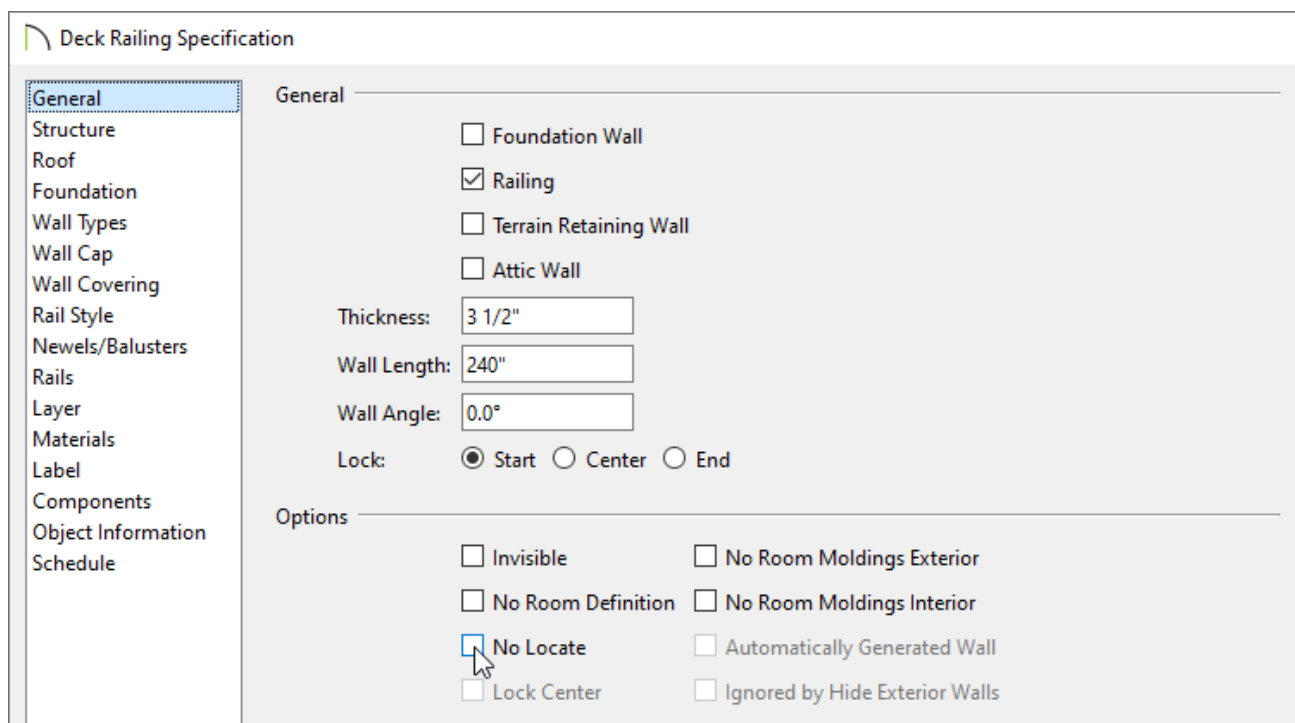 Deck Railing Specification
General
Structure
Roof
Foundation
Wall Types
Wall Cap
Wall Covering
Rail Style
Newels/Balusters
Rails
Layer
Materials
Label
Components
Object Information
Schedule
General
Foundation Wall
Railing
Terrain Retaining Wall
Attic Wall
Thickness: 3 1/2"
Wall Length: 240"
Wall Angle: 0.0°
Lock: Start Center End
Options
Invisible No Room Moldings Exterior
No Room Definition No Room Moldings Interior
No Locate Automatically Generated Wall
Lock Center Ignored by Hide Exterior Walls